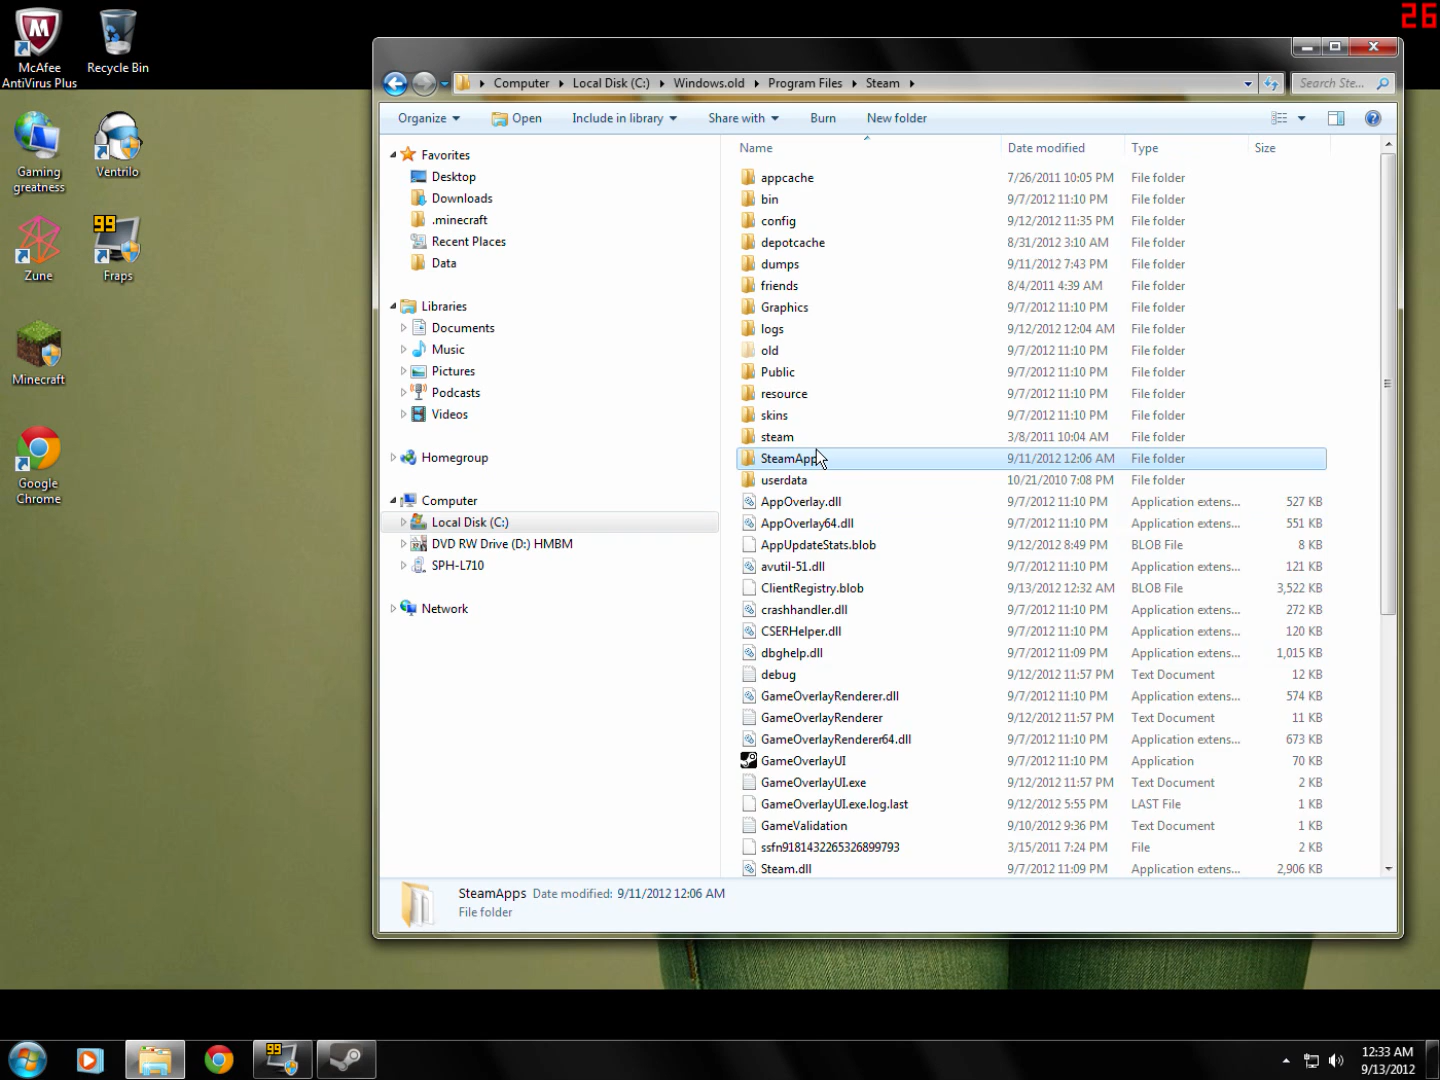 26
McAfee
AntiVirus Plus
Recycle Bin
Gaming
greatness
Ventrilo
Zune
99
Fraps
Minecraft
Google
Chrome
Computer Local Disk (C:) Windows.old Program Files Steam
Search Ste...
Organize Open Include in library Share with Burn New folder
Favorites
Desktop
Downloads
.minecraft
Recent Places
Data
Libraries
Documents
Music
Pictures
Podcasts
Videos
Homegroup
Computer
Local Disk (C:)
DVD RW Drive (D:) HMBM
SPH-L710
Network
Name Date modified Type Size
appcache 7/26/2011 10:05 PM File folder
bin 9/7/2012 11:10 PM File folder
config 9/12/2012 11:35 PM File folder
depotcache 8/31/2012 3:10 AM File folder
dumps 9/11/2012 7:43 PM File folder
friends 8/4/2011 4:39 AM File folder
Graphics 9/7/2012 11:10 PM File folder
logs 9/12/2012 12:04 AM File folder
old 9/7/2012 11:10 PM File folder
Public 9/7/2012 11:10 PM File folder
resource 9/7/2012 11:10 PM File folder
skins 9/7/2012 11:10 PM File folder
steam 3/8/2011 10:04 AM File folder
SteamApps 9/11/2012 12:06 AM File folder
userdata 10/21/2010 7:08 PM File folder
AppOverlay.dll 9/7/2012 11:10 PM Application extens... 527 KB
AppOverlay64.dll 9/7/2012 11:10 PM Application extens... 551 KB
AppUpdateStats.blob 9/12/2012 8:49 PM BLOB File 8 KB
avutil-51.dll 9/7/2012 11:10 PM Application extens... 121 KB
ClientRegistry.blob 9/13/2012 12:32 AM BLOB File 3,522 KB
crashhandler.dll 9/7/2012 11:10 PM Application extens... 272 KB
CSERHelper.dll 9/7/2012 11:10 PM Application extens... 120 KB
dbghelp.dll 9/7/2012 11:09 PM Application extens... 1,015 KB
debug 9/12/2012 11:57 PM Text Document 12 KB
GameOverlayRenderer.dll 9/7/2012 11:10 PM Application extens... 574 KB
GameOverlayRenderer 9/12/2012 11:57 PM Text Document 11 KB
GameOverlayRenderer64.dll 9/7/2012 11:10 PM Application extens... 673 KB
GameOverlayUI 9/7/2012 11:10 PM Application 70 KB
GameOverlayUI.exe 9/12/2012 11:57 PM Text Document 2 KB
GameOverlayUI.exe.log.last 9/12/2012 5:55 PM LAST File 1 KB
GameValidation 9/10/2012 9:36 PM Text Document 1 KB
ssfn9181432265326899793 3/15/2011 7:24 PM File 2 KB
Steam.dll 9/7/2012 11:09 PM Application extens... 2,906 KB
SteamApps Date modified: 9/11/2012 12:06 AM
File folder
99
12:33 AM
9/13/2012